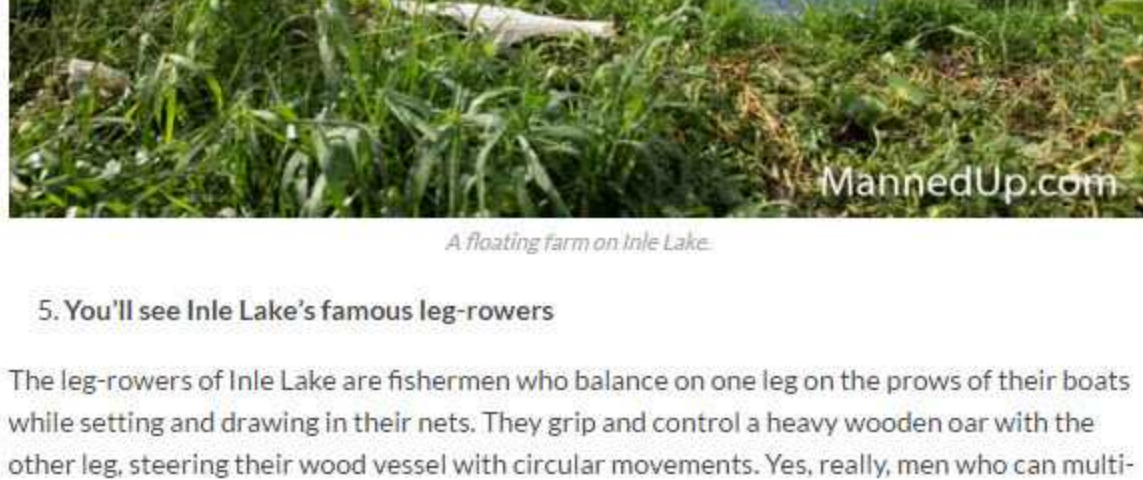 MannedUp.com
A floating farm on Inle Lake.
5. You'll see Inle Lake's famous leg-rowers
The leg-rowers of Inle Lake are fishermen who balance on one leg on the prows of their boats
while setting and drawing in their nets. They grip and control a heavy wooden oar with the
other leg, steering their wood vessel with circular movements. Yes, really, men who can multi-